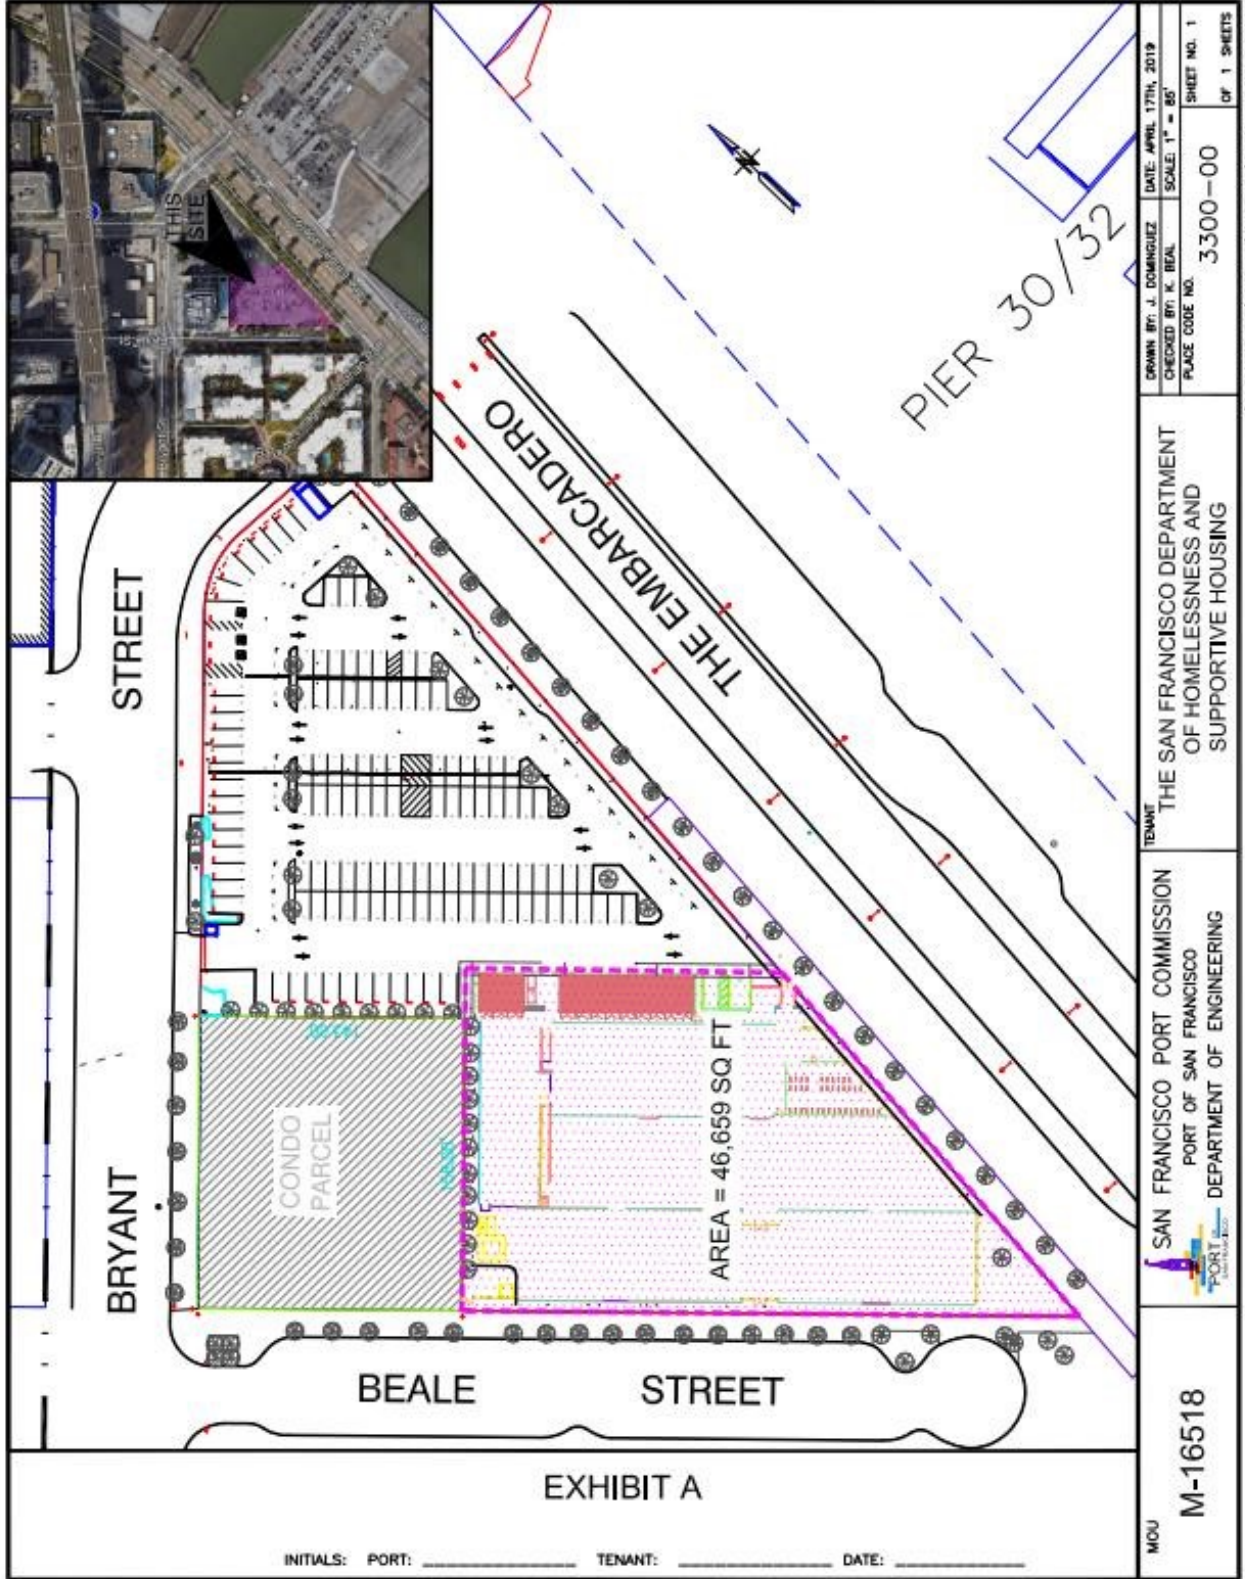 THIS
SITE
PIER 30/32
THE EMBARCADERO
BRYANT
STREET
CONDO
PARCEL
AREA = 46,659 SQ FT
BEALE
STREET
EXHIBIT A
INITIALS: PORT:
TENANT:
DATE:
MOU
M-16518
PORT
SAN FRANCISCO PORT COMMISSION
PORT OF SAN FRANCISCO
DEPARTMENT OF ENGINEERING
TENANT
THE SAN FRANCISCO DEPARTMENT
OF HOMELESSNESS AND
SUPPORTIVE HOUSING
DRAWN BY: J. DOMINGUEZ
DATE: APRIL 17TH, 2019
CHECKED BY: K. BEAL
SCALE: 1" = 85'
PLACE CODE NO.
3300-00
SHEET NO. 1
OF 1 SHEETS